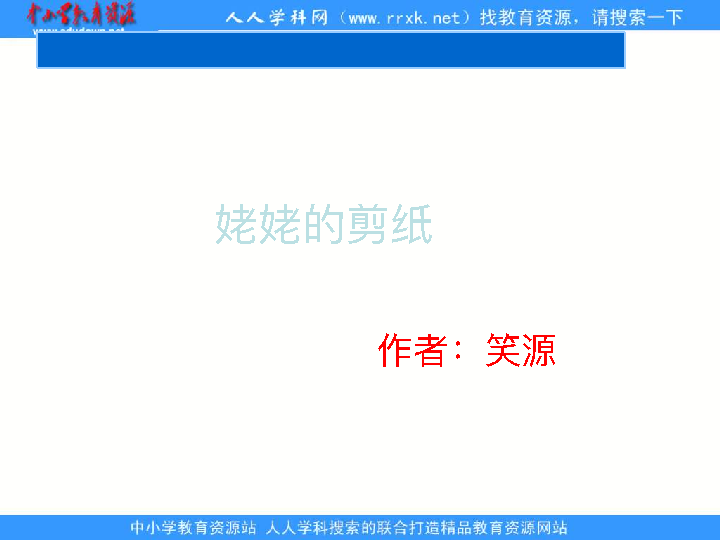 中小学教育资源
人人学科网（www.rrxk.net）找教育资源，请搜索一下
姥姥的剪纸
作者：笑源
中小学教育资源站 人人学科搜索的联合打造精品教育资源网站